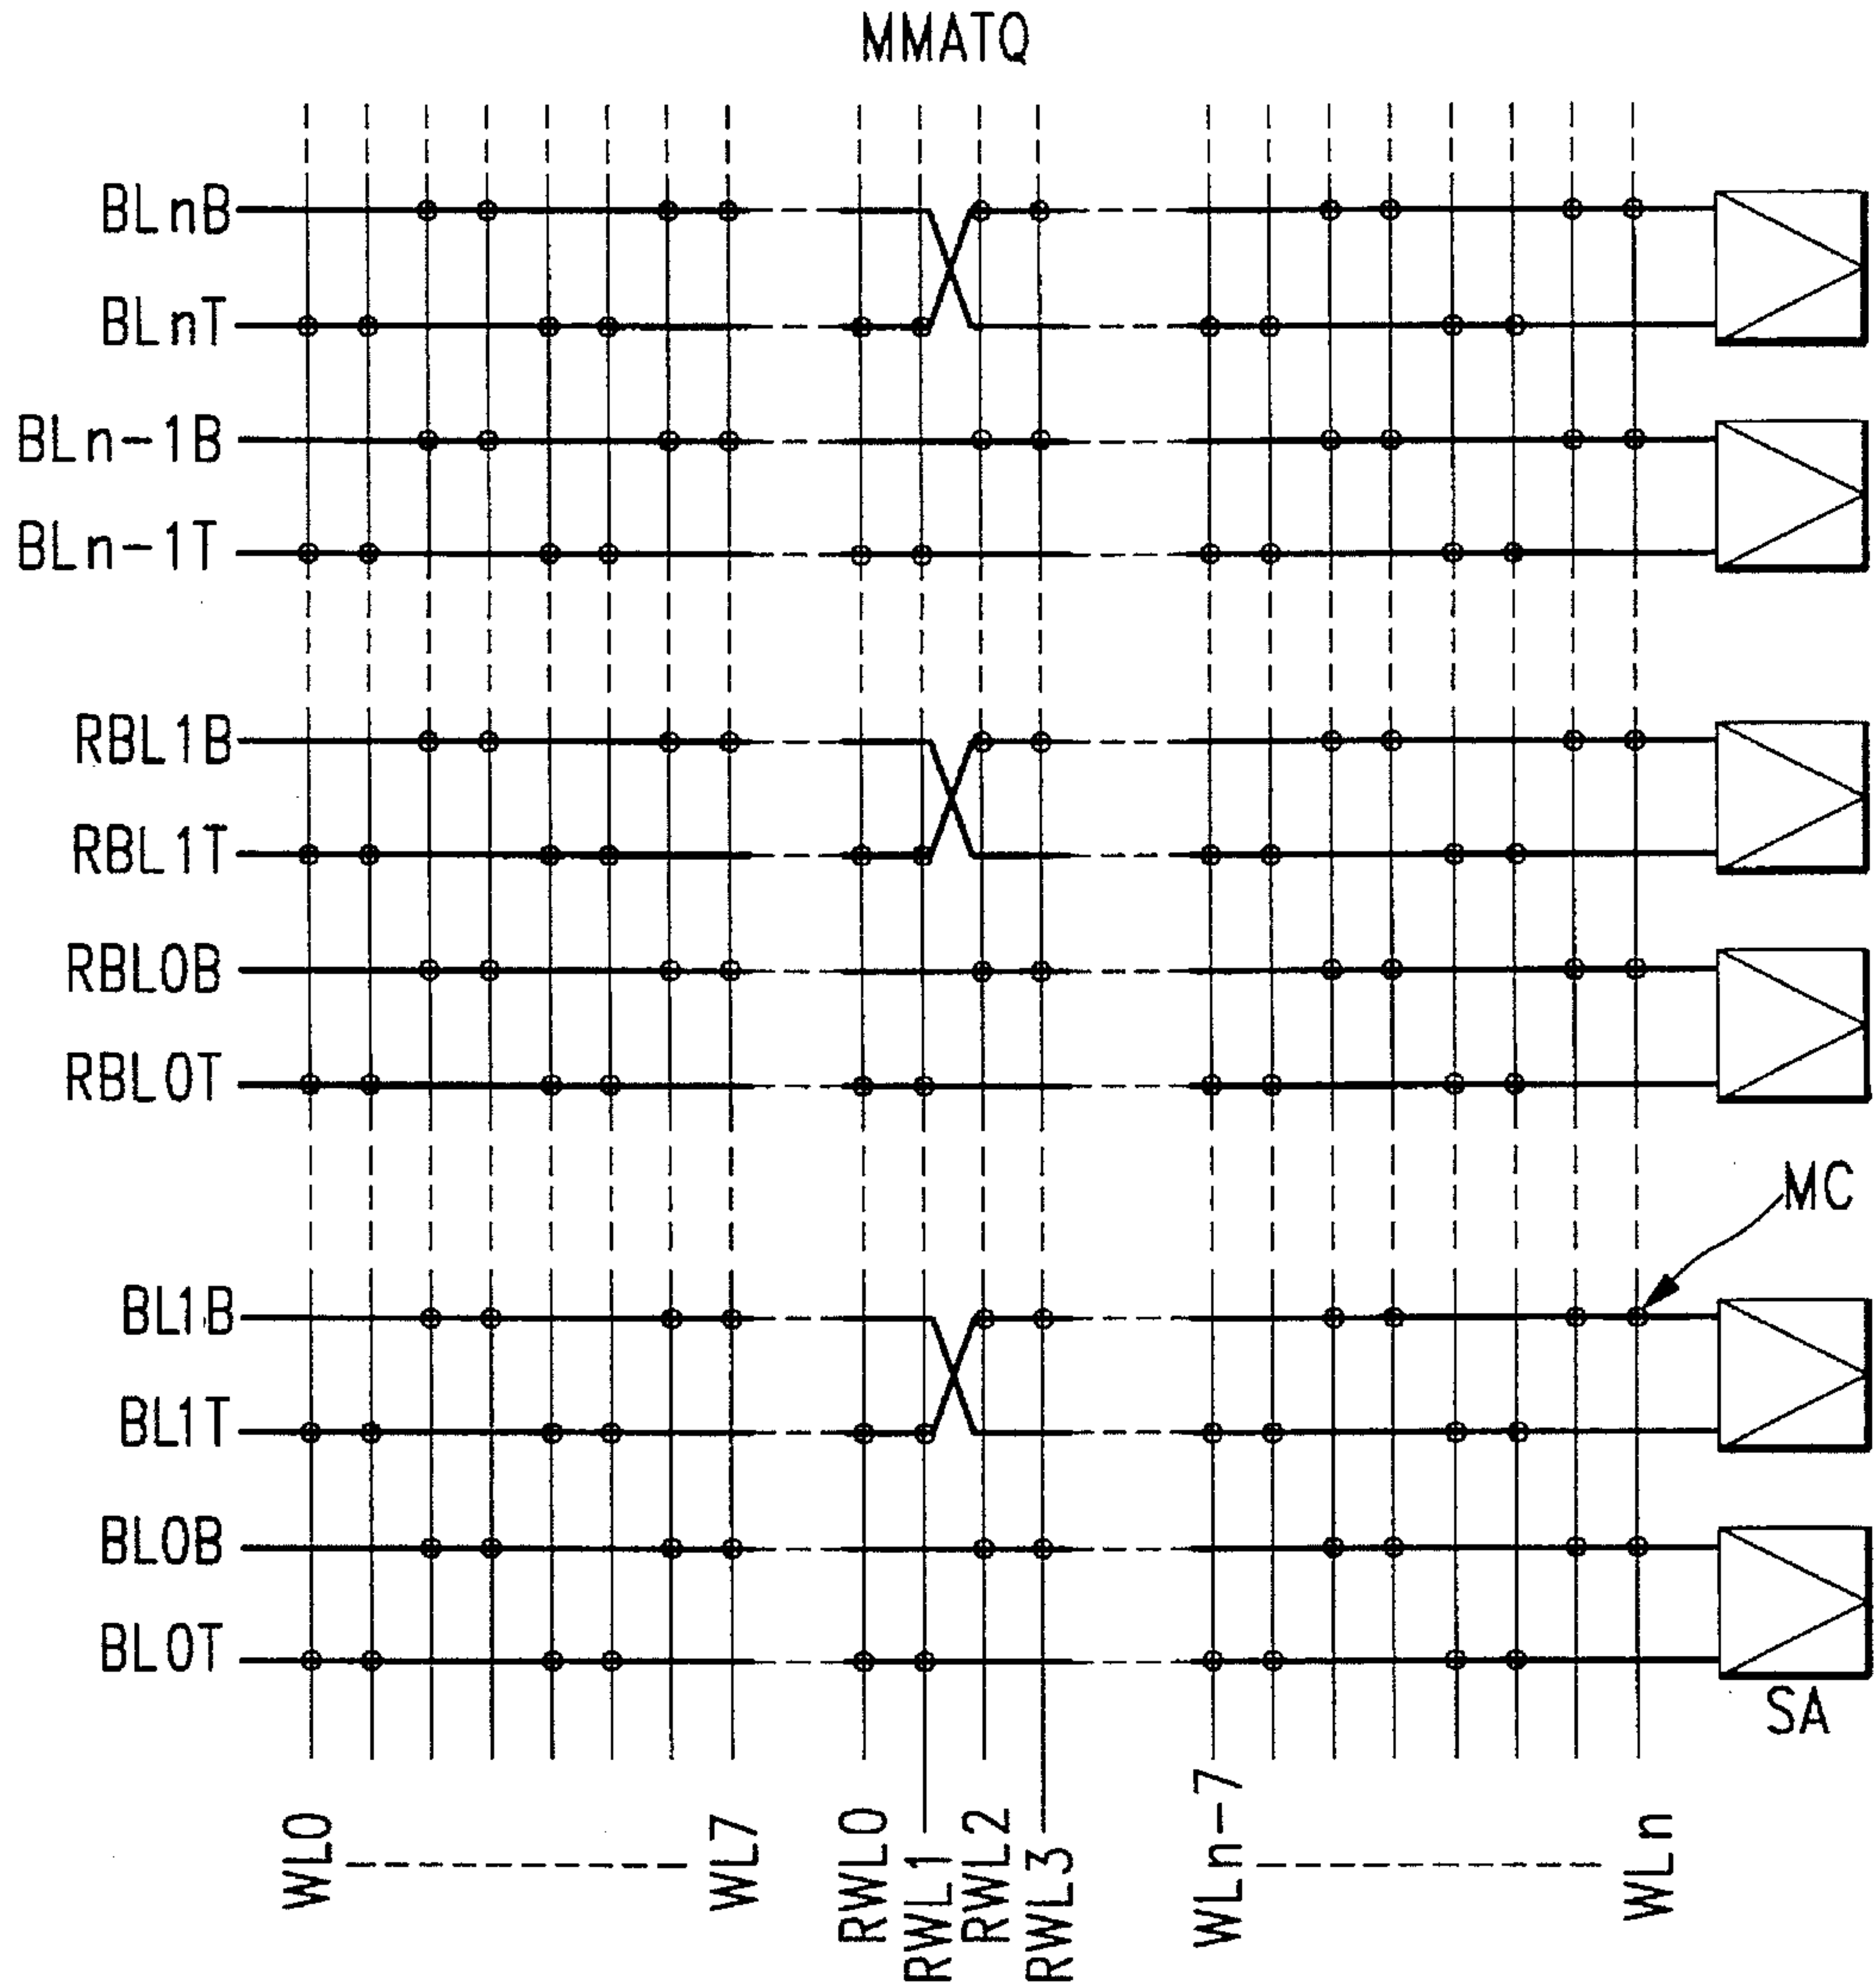 MMATQ
BLnB
BLnT
BLn-1B
BLn-1T
RBL1B
RBL1T
RBL0B
RBL0T
MC
BL1B
BL1T
BL0B
BL0T
SA
WL0
WL7
RWL0
RWL1
RWL2
RWL3
WLn-7
WLn